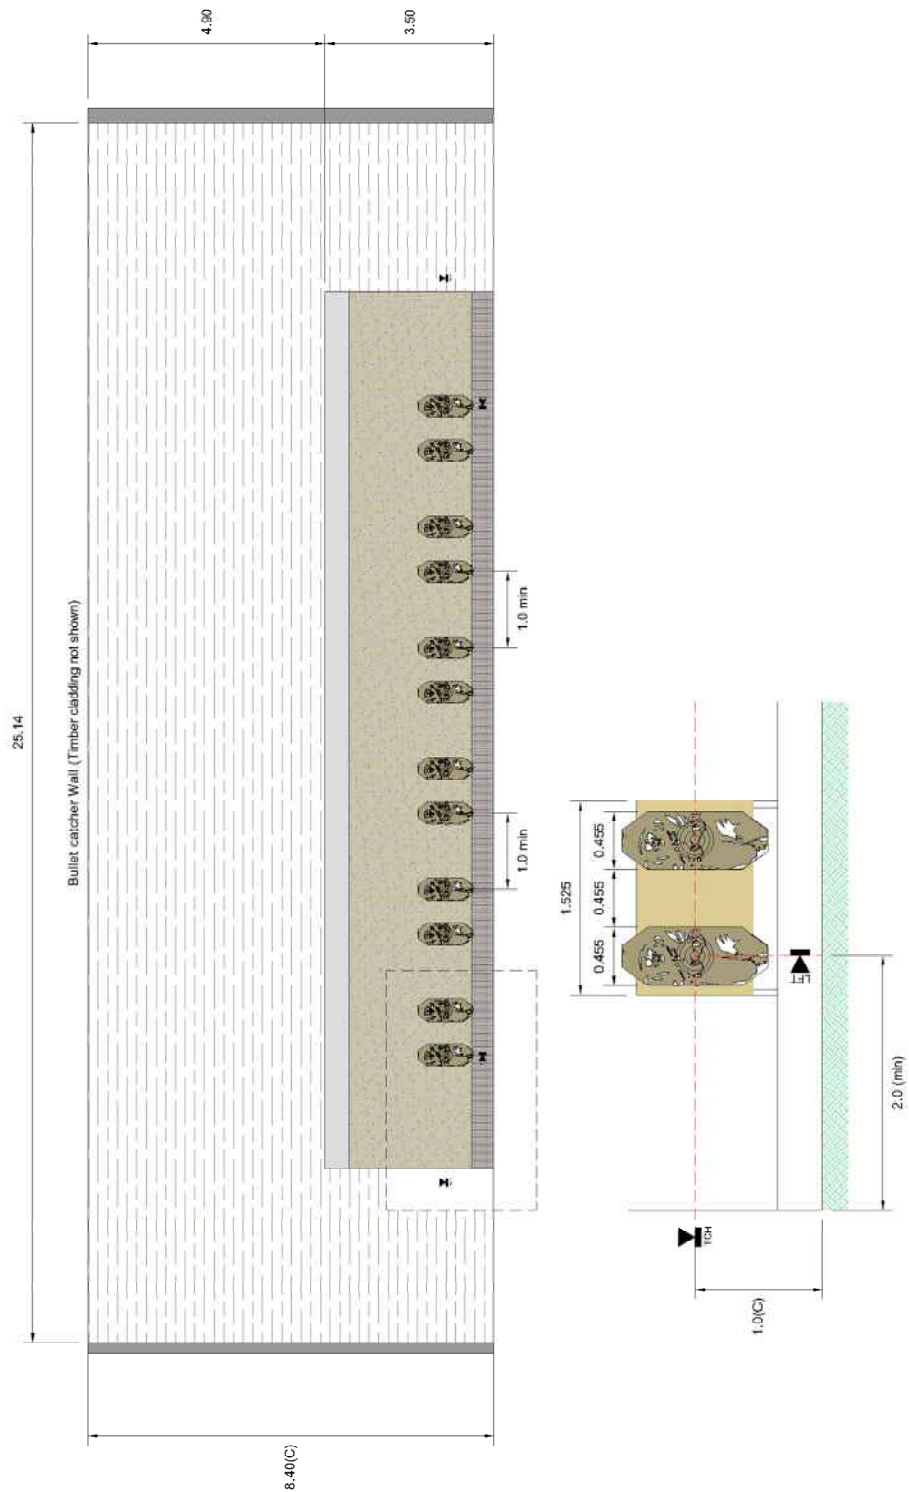 25.14
Bullet catcher Wall (Timber cladding not shown)
4.90
3.50
8.40(C)
1.0 min
1.0 min
1.525
0.455
0.455
0.455
TCH
1.0(C)
2.0 (min)